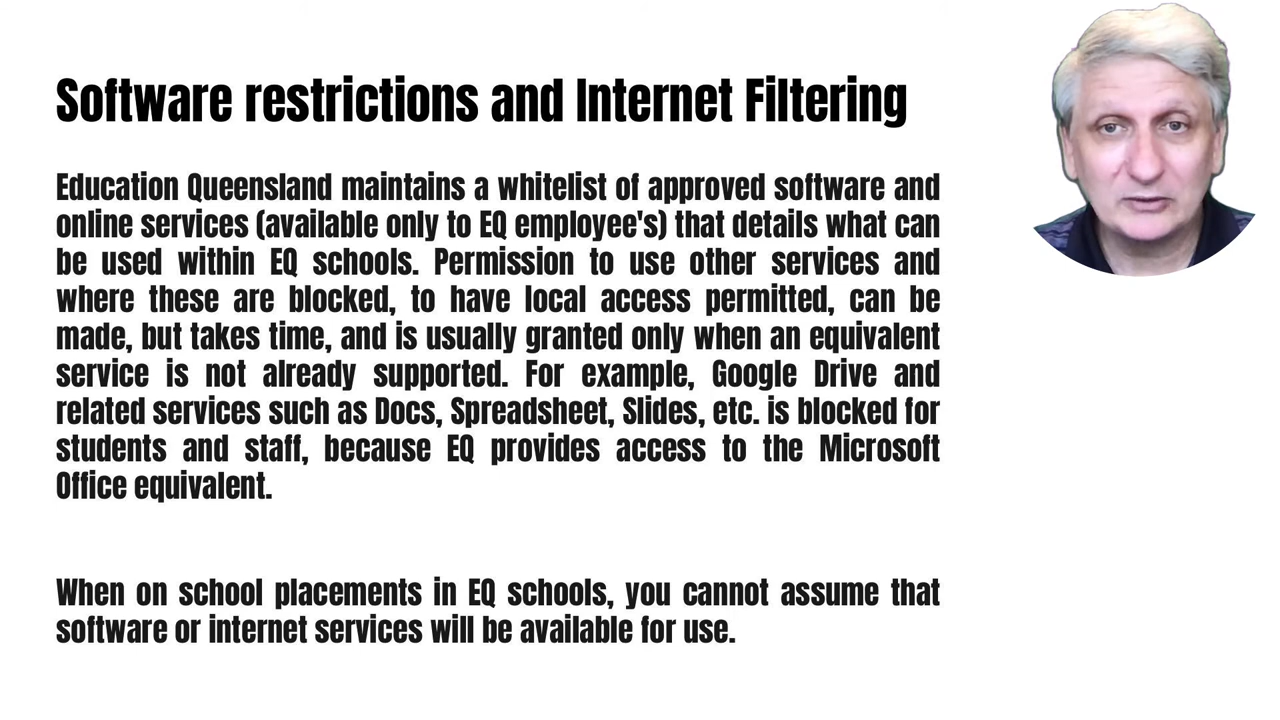 Software restrictions and Internet Filtering
Education Queensland maintains a whitelist of approved software and
online services (available only to EQ employee's) that details what can
be used within EQ schools. Permission to use other services and
where these are blocked, to have local access permitted, can be
made, but takes time, and is usually granted only when an equivalent
service is not already supported. For example, Google Drive and
related services such as Docs, Spreadsheet, Slides, etc. is blocked for
students and staff, because EQ provides access to the Microsoft
Office equivalent.
When on school placements in EQ schools, you cannot assume that
software or internet services will be available for use.